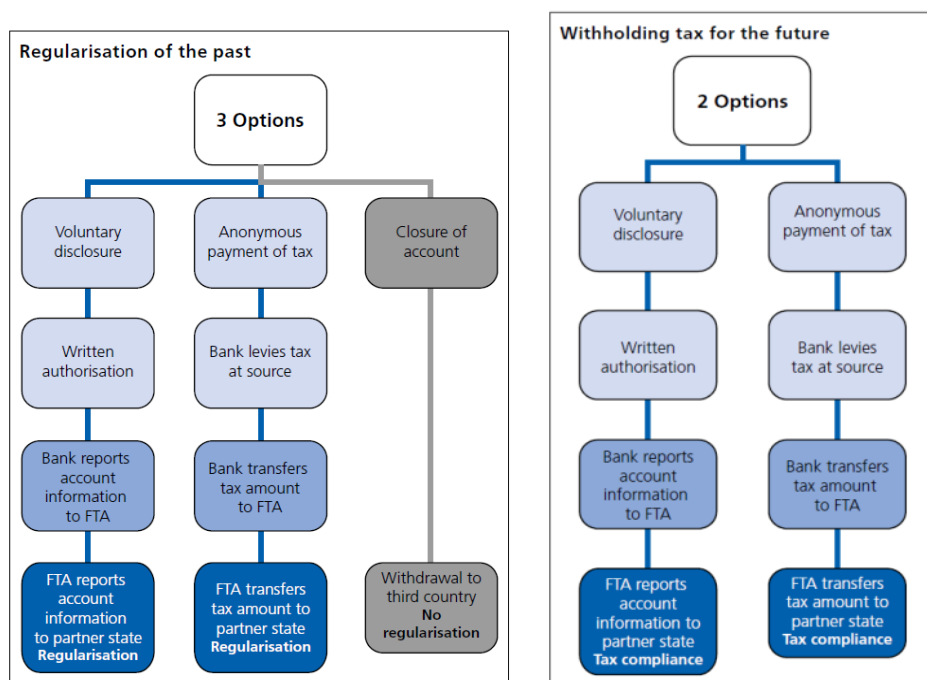 Regularisation of the past
3 Options
Voluntary
disclosure
Anonymous
payment of tax
Closure of
account
Written
authorisation
Bank levies tax
at source
Bank reports
account
information
to FTA
Bank transfers
tax amount
to FTA
FTA reports
account
information
to partner state
Regularisation
FTA transfers
tax amount to
partner state
Regularisation
Withdrawal to
third country
No
regularisation
Withholding tax for the future
2 Options
Voluntary
disclosure
Anonymous
payment of tax
Written
authorisation
Bank levies
tax at source
Bank reports
account
information
to FTA
Bank transfers
tax amount
to FTA
FTA reports
account
information to
partner state
Tax compliance
FTA transfers
tax amount to
partner state
Tax compliance